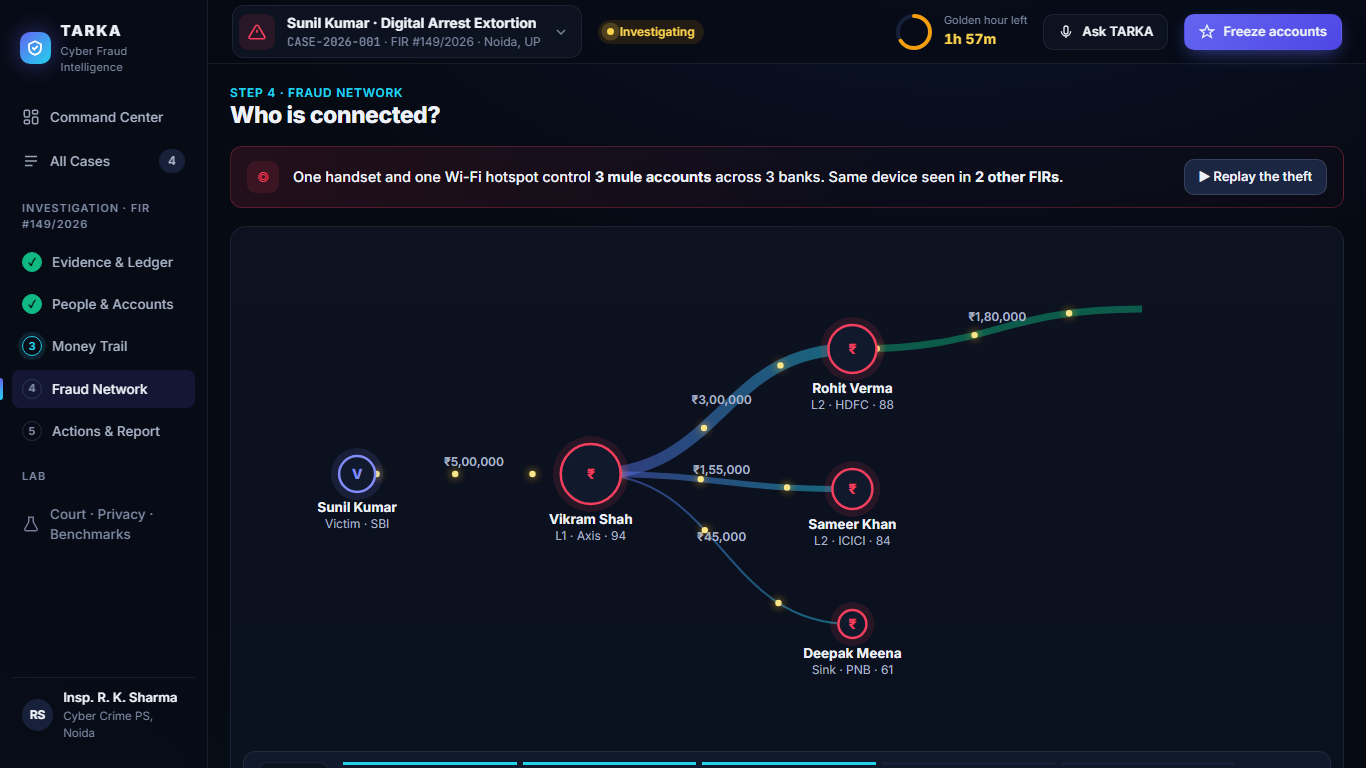 TARKA
Cyber Fraud
Intelligence
Command Center
All Cases
4
INVESTIGATION · FIR
#149/2026
Evidence & Ledger
People & Accounts
3
Money Trail
4
Fraud Network
5
Actions & Report
LAB
Court · Privacy ·
Benchmarks
RS
Insp. R. K. Sharma
Cyber Crime PS,
Noida
Sunil Kumar · Digital Arrest Extortion
CASE-2026-001 · FIR #149/2026 · Noida, UP
Investigating
Golden hour left
1h 57m
Ask TARKA
Freeze accounts
STEP 4 · FRAUD NETWORK
Who is connected?
One handset and one Wi-Fi hotspot control 3 mule accounts across 3 banks. Same device seen in 2 other FIRs.
Replay the theft
₹1,80,000
₹
Rohit Verma
L2 · HDFC · 88
₹3,00,000
₹5,00,000
V
Sunil Kumar
Victim · SBI
₹
Vikram Shah
L1 · Axis · 94
₹1,55,000
₹
Sameer Khan
L2 · ICICI · 84
₹45,000
₹
Deepak Meena
Sink · PNB · 61